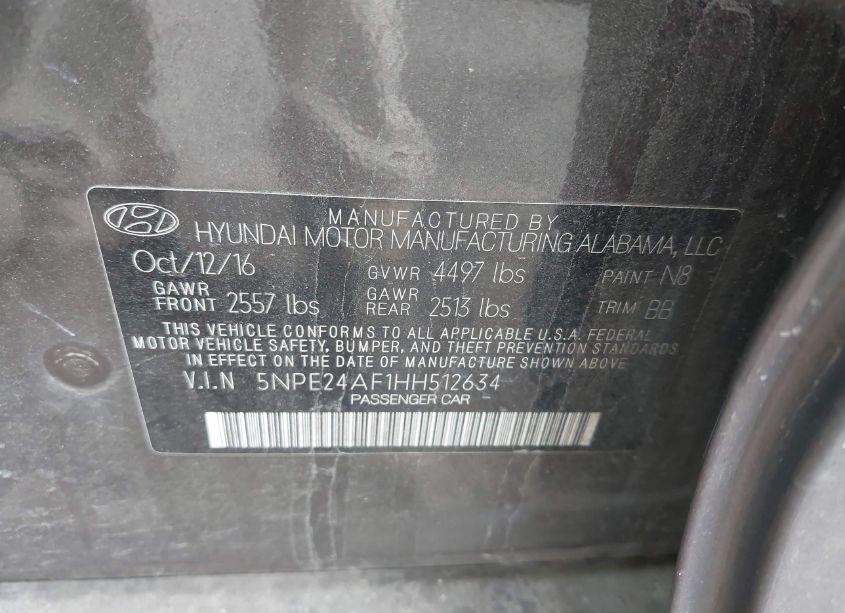 MANUFACTURED BY
HYUNDAI MOTOR MANUFACTURING ALABAMA, LLC
Oct/12/16 GVWR 4497 lbs PAINT N8
GAWR FRONT 2557 lbs GAWR REAR 2513 lbs TRIM BB
THIS VEHICLE CONFORMS TO ALL APPLICABLE U.S.A. FEDERAL
MOTOR VEHICLE SAFETY, BUMPER, AND THEFT PREVENTION STANDARDS
IN EFFECT ON THE DATE OF MANUFACTURE SHOWN ABOVE
V.I.N 5NPE24AF1HH512634
PASSENGER CAR